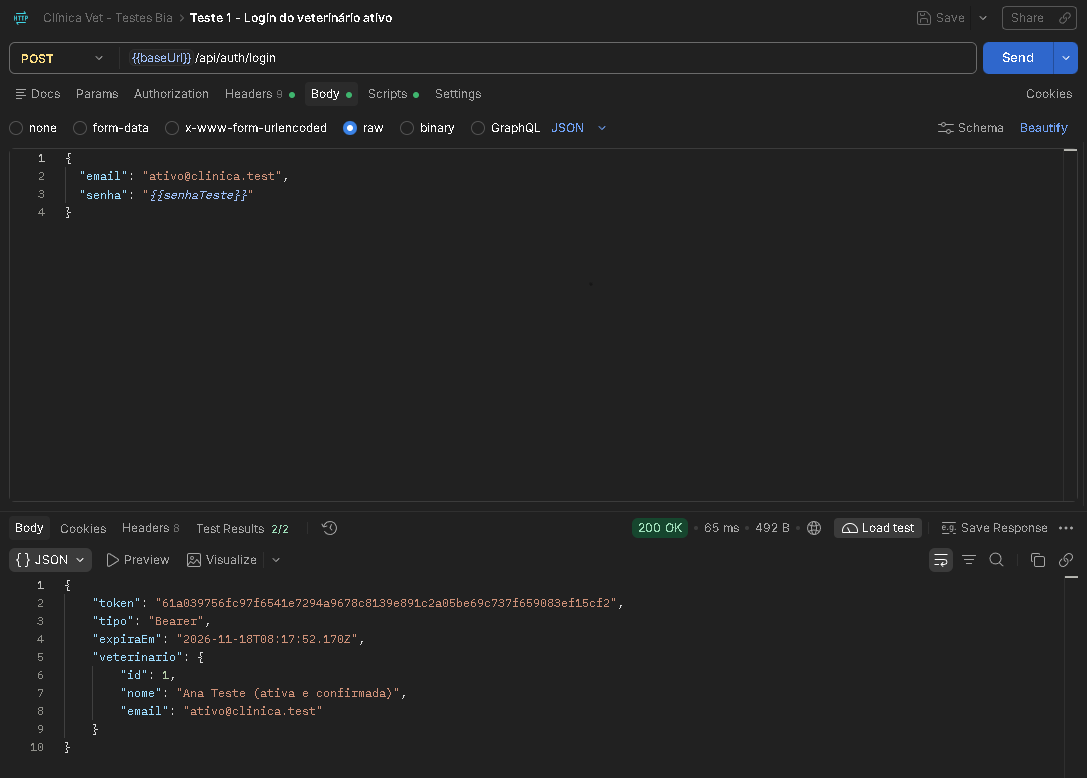 HTTP Clínica Vet - Testes Bia > Teste 1 - Login do veterinário ativo Save Share
POST {{baseUrl}} /api/auth/login Send
Docs Params Authorization Headers 9 Body Scripts Settings Cookies
none form-data x-www-form-urlencoded raw binary GraphQL JSON Schema Beautify
1 {
2 "email": "ativo@clinica.test",
3 "senha": "{{senhaTeste}}"
4 }
Body Cookies Headers 8 Test Results 2/2 200 OK • 65 ms • 492 B • Load test e.g. Save Response
{} JSON Preview Visualize
1 {
2 "token": "61a039756fc97f6541e7294a9678c8139e891c2a05be69c737f659083ef15cf2",
3 "tipo": "Bearer",
4 "expiraEm": "2026-11-18T08:17:52.170Z",
5 "veterinario": {
6 "id": 1,
7 "nome": "Ana Teste (ativa e confirmada)",
8 "email": "ativo@clinica.test"
9 }
10 }